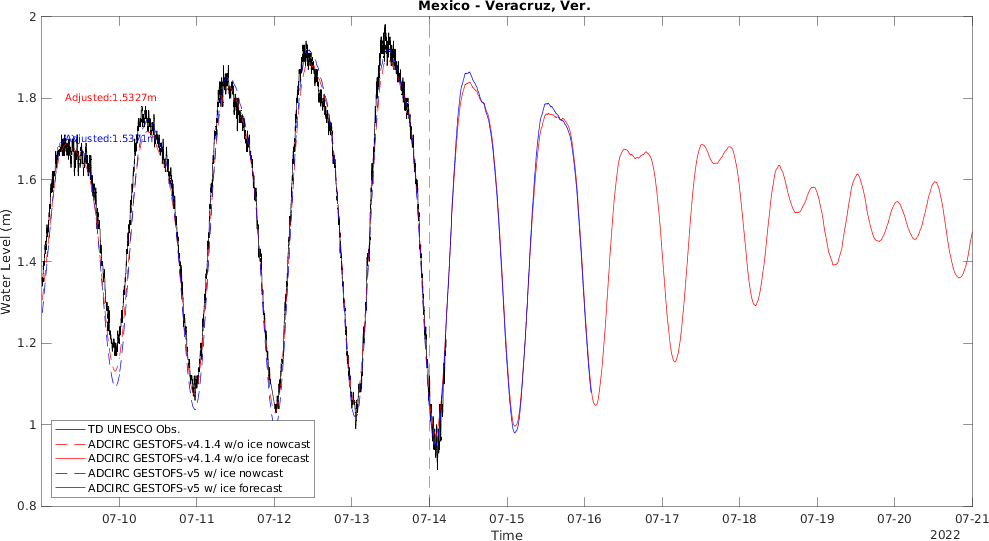 Mexico - Veracruz, Ver.
2
1.8
1.6
1.4
1.2
1
0.8
Water Level (m)
Adjusted:1.5327m
Adjusted:1.5371m
TD UNESCO Obs.
ADCIRC GESTOFS-v4.1.4 w/o ice nowcast
ADCIRC GESTOFS-v4.1.4 w/o ice forecast
ADCIRC GESTOFS-v5 w/ ice nowcast
ADCIRC GESTOFS-v5 w/ ice forecast
07-10 07-11 07-12 07-13 07-14 07-15 07-16 07-17 07-18 07-19 07-20 07-21
Time
2022